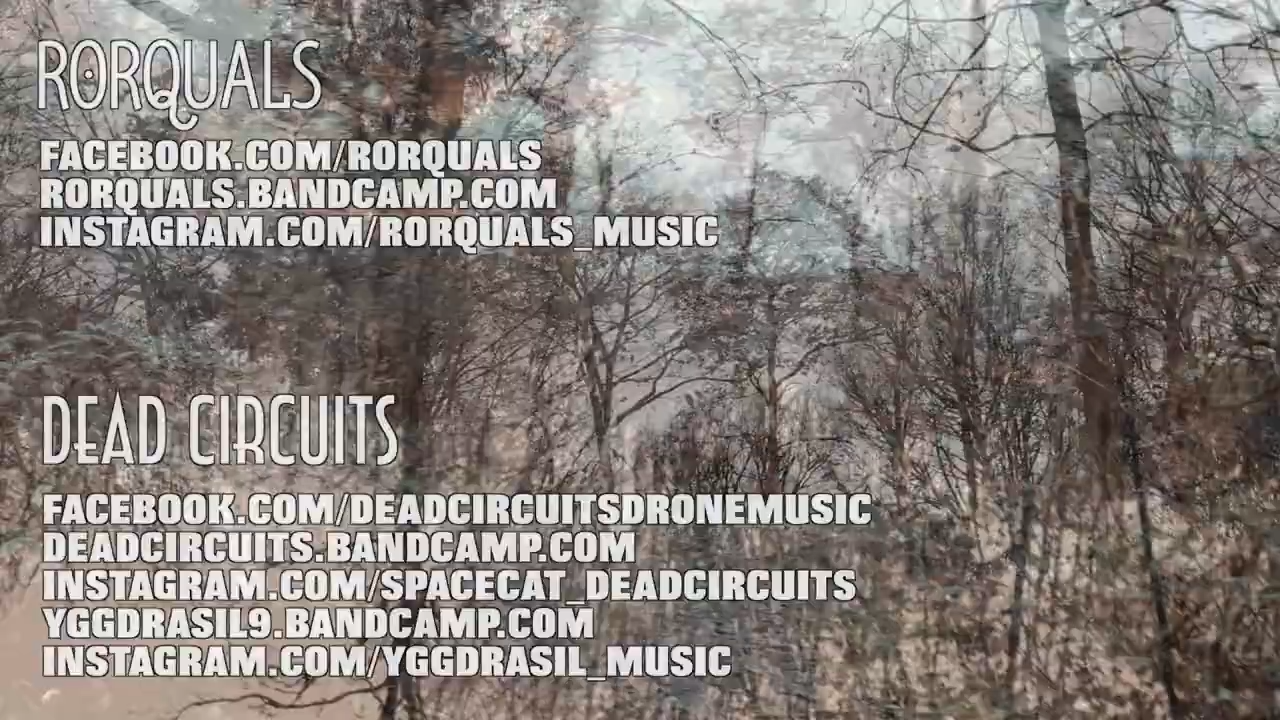 RORQUALS
FACEBOOK.COM/RORQUALS
RORQUALS.BANDCAMP.COM
INSTAGRAM.COM/RORQUALS_MUSIC
DEAD CIRCUITS
FACEBOOK.COM/DEADCIRCUITSDRONEMUSIC
DEADCIRCUITS.BANDCAMP.COM
INSTAGRAM.COM/SPACECAT_DEADCIRCUITS
YGGDRASIL9.BANDCAMP.COM
INSTAGRAM.COM/YGGDRASIL_MUSIC